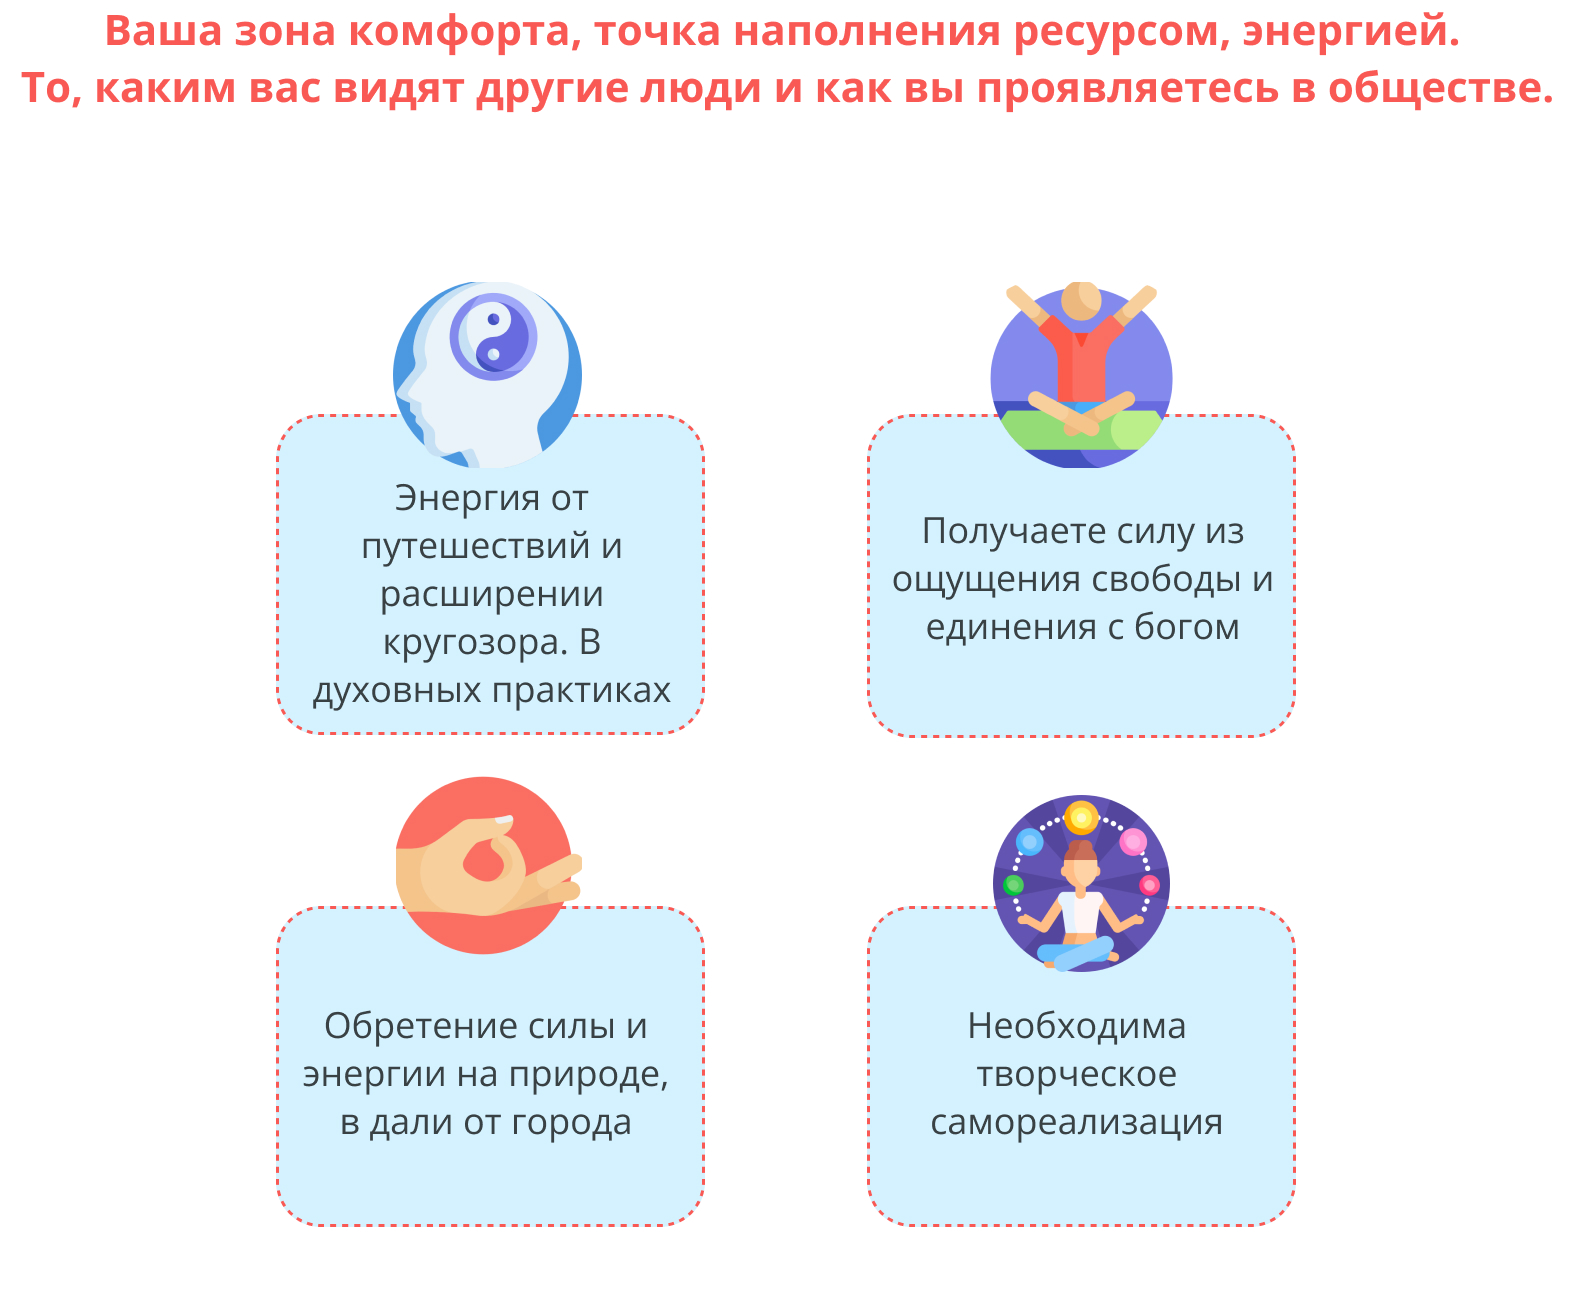 Ваша зона комфорта, точка наполнения ресурсом, энергией.
То, каким вас видят другие люди и как вы проявляетесь в обществе.
Энергия от
путешествий и
расширении
кругозора. В
духовных практиках
Получаете силу из
ощущения свободы и
единения с богом
Обретение силы и
энергии на природе,
в дали от города
Необходима
творческое
самореализация